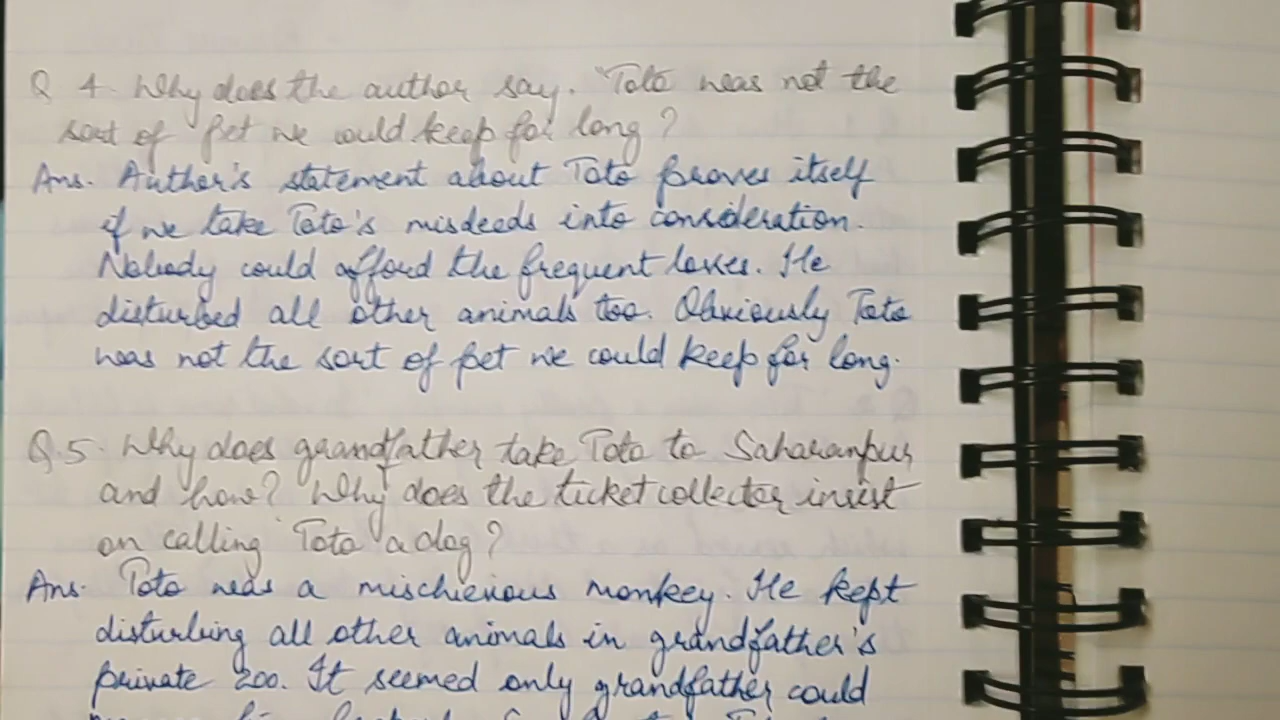 Q 4. Why does the author say. "Toto was not the
sort of pet we could keep for long?
Ans. Author's statement about Toto proves itself
if we take Toto's misdeeds into consideration.
Nobody could afford the frequent loses. He
disturbed all other animals too. Obviously Toto
was not the sort of pet we could keep for long.
Q.5. Why does grandfather take Toto to Saharanpur
and how? Why does the ticket collector insist
on calling Toto a dog?
Ans. Toto was a mischievous monkey. He kept
disturbing all other animals in grandfather's
private zoo. It seemed only grandfather could